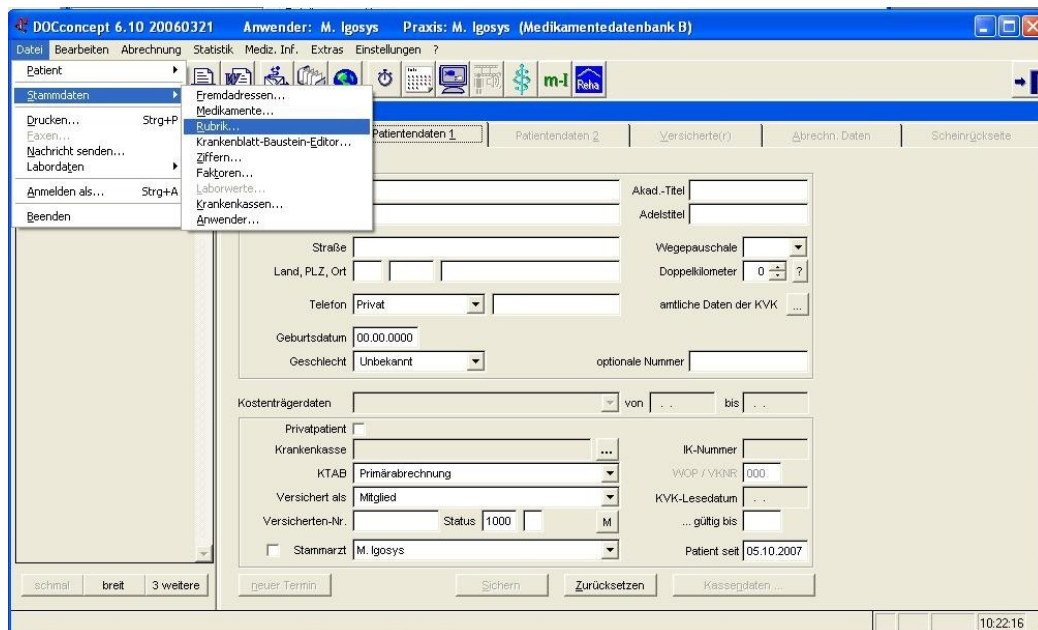 DOCconcept 6.10 20060321 Anwender: M. Igosys Praxis: M. Igosys (Medikamentedatenbank B)
Datei Bearbeiten Abrechnung Statistik Mediz. Inf. Extras Einstellungen ?
Patient
Stammdaten
Drucken... Strg+P
Faxen...
Nachricht senden...
Labordaten
Anmelden als... Strg+A
Beenden
Fremdadressen...
Medikamente...
Rubrik...
Krankenblatt-Baustein-Editor...
Ziffern...
Faktoren...
Laborwerte...
Krankenkassen...
Anwender...
m-I Reha
Patientendaten 1 Patientendaten 2 Versicherte(r) Abrechn. Daten Scheinrückseite
Akad.-Titel
Adelstitel
Straße Wegepauschale
Land, PLZ, Ort Doppelkilometer 0 ?
Telefon Privat amtliche Daten der KVK ...
Geburtsdatum 00.00.0000
Geschlecht Unbekannt optionale Nummer
Kostenträgerdaten von . . bis . .
Privatpatient
Krankenkasse ... IK-Nummer
KTAB Primärabrechnung WOP / VKNR 000
Versichert als Mitglied KVK-Lesedatum . .
Versicherten-Nr. Status 1000 M ... gültig bis
Stammarzt M. Igosys Patient seit 05.10.2007
schmal breit 3 weitere neuer Termin Sichern Zurücksetzen Kassendaten ...
10:22:16